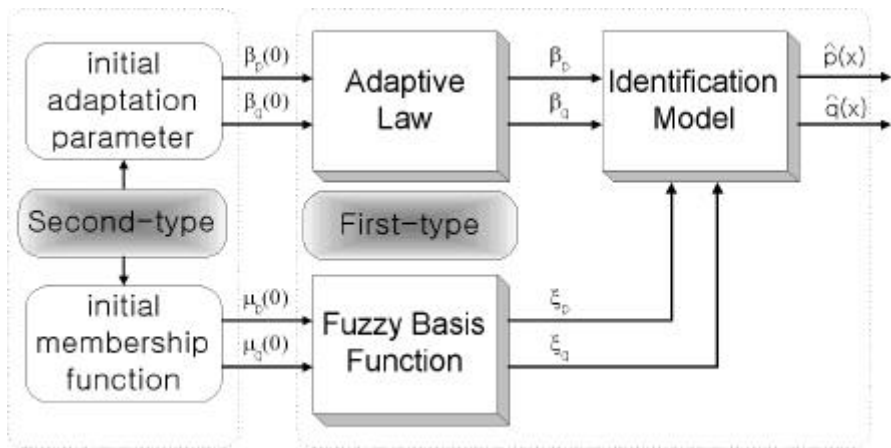 initial
adaptation
parameter
βp(0)
βq(0)
Adaptive
Law
βp
βq
Identification
Model
p̂(x)
q̂(x)
Second-type
First-type
initial
membership
function
μp(0)
μq(0)
Fuzzy Basis
Function
ξp
ξq